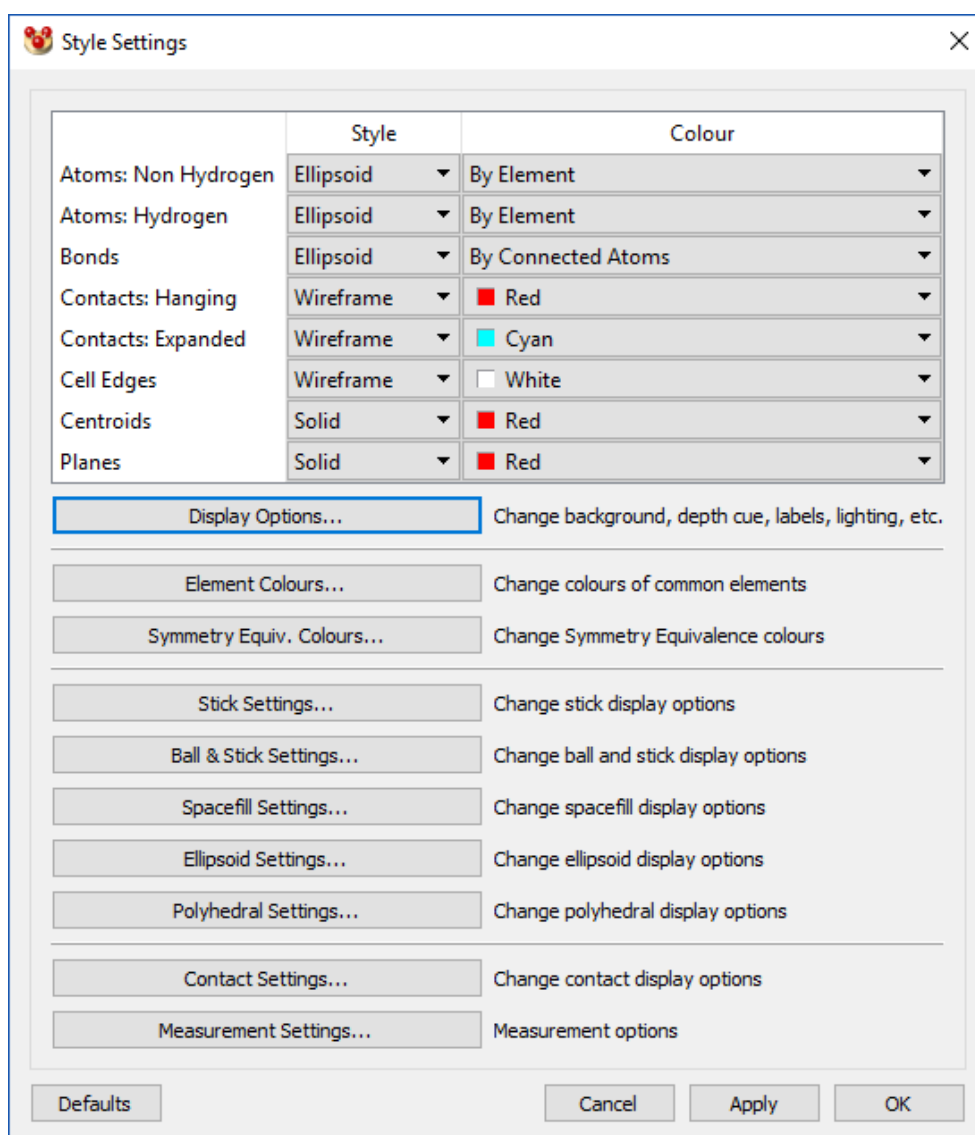 Style Settings
Style Colour
Atoms: Non Hydrogen Ellipsoid By Element
Atoms: Hydrogen Ellipsoid By Element
Bonds Ellipsoid By Connected Atoms
Contacts: Hanging Wireframe Red
Contacts: Expanded Wireframe Cyan
Cell Edges Wireframe White
Centroids Solid Red
Planes Solid Red
Display Options... Change background, depth cue, labels, lighting, etc.
Element Colours... Change colours of common elements
Symmetry Equiv. Colours... Change Symmetry Equivalence colours
Stick Settings... Change stick display options
Ball & Stick Settings... Change ball and stick display options
Spacefill Settings... Change spacefill display options
Ellipsoid Settings... Change ellipsoid display options
Polyhedral Settings... Change polyhedral display options
Contact Settings... Change contact display options
Measurement Settings... Measurement options
Defaults Cancel Apply OK